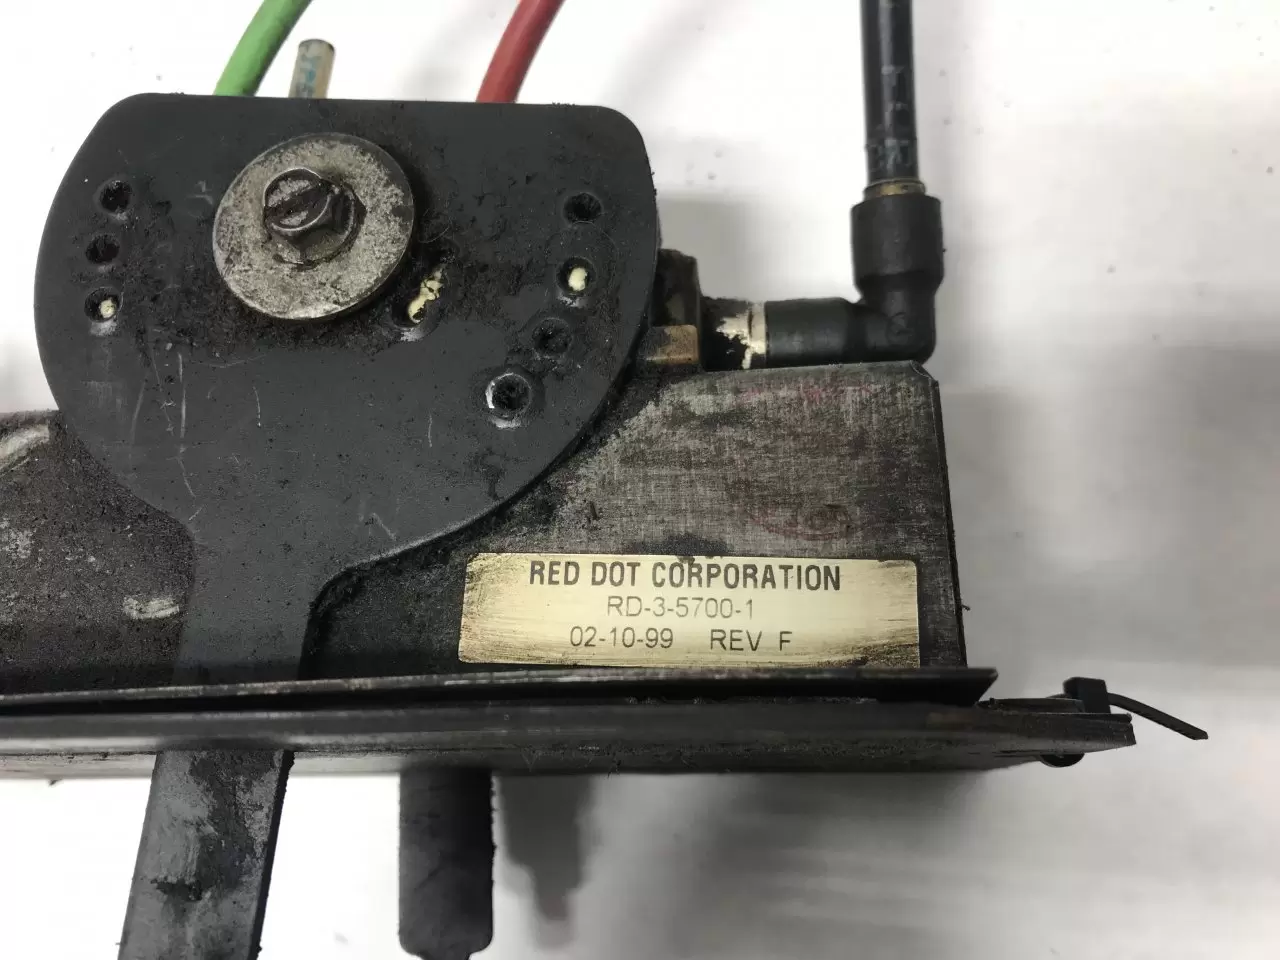 RED DOT CORPORATION
RD-3-5700-1
02-10-99 REV F